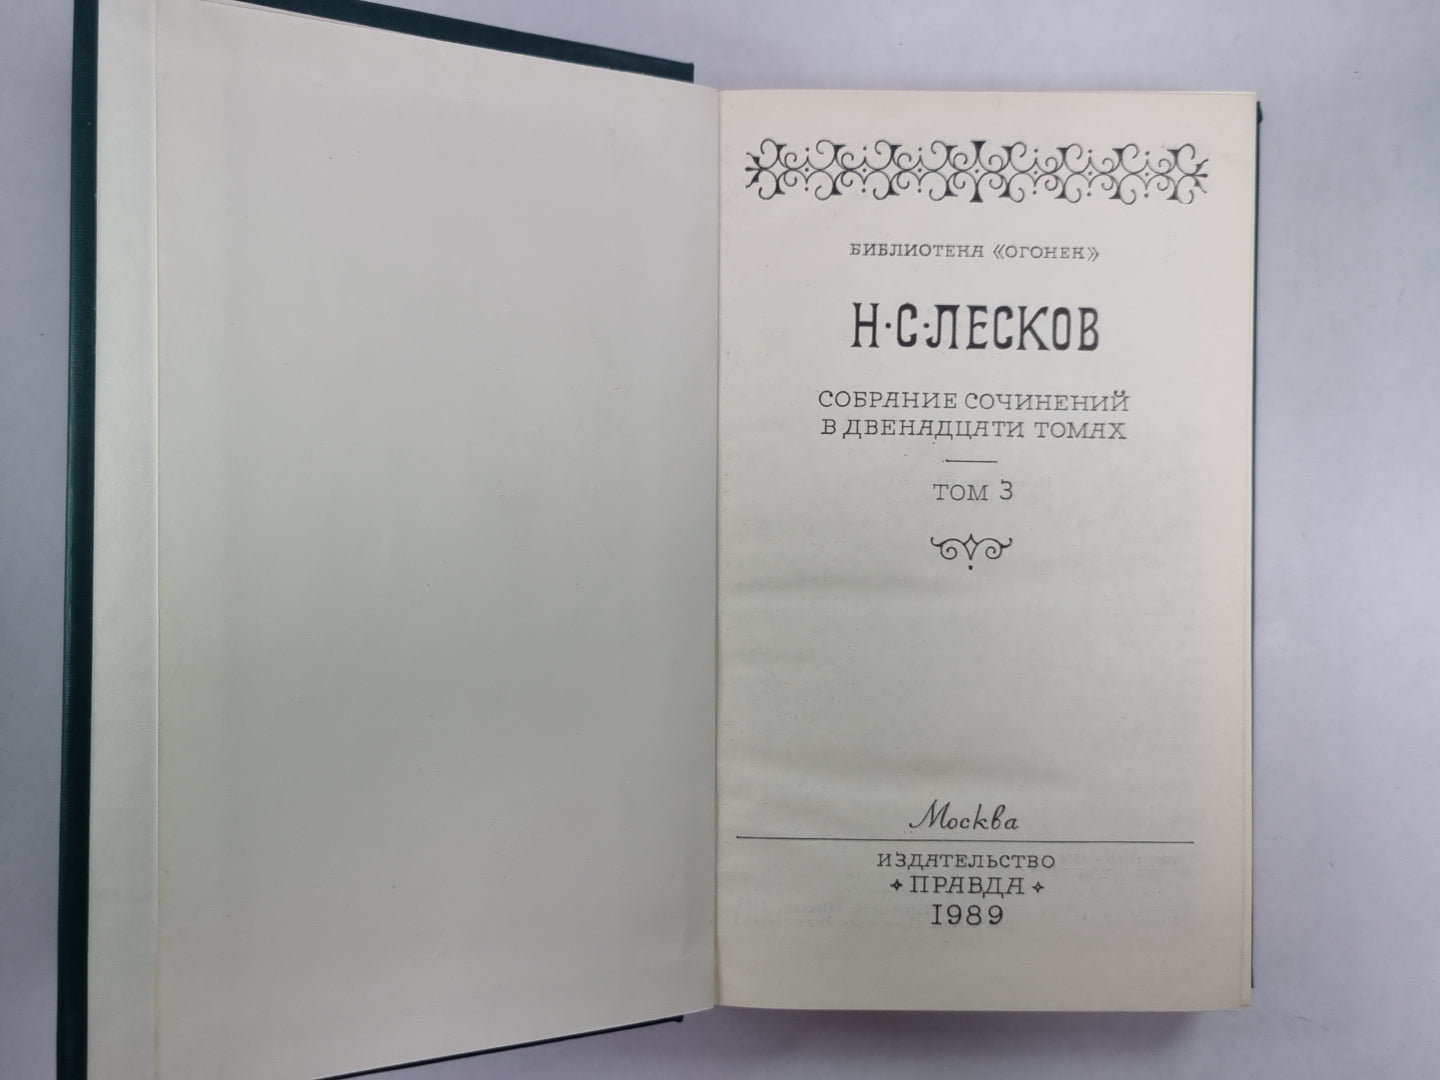 БИБЛИОТЕКА «ОГОНЕК»
Н·С·ЛЕСКОВ
СОБРАНИЕ СОЧИНЕНИЙ
В ДВЕНАДЦАТИ ТОМАХ
ТОМ 3
Москва
ИЗДАТЕЛЬСТВО
ПРАВДА
1989